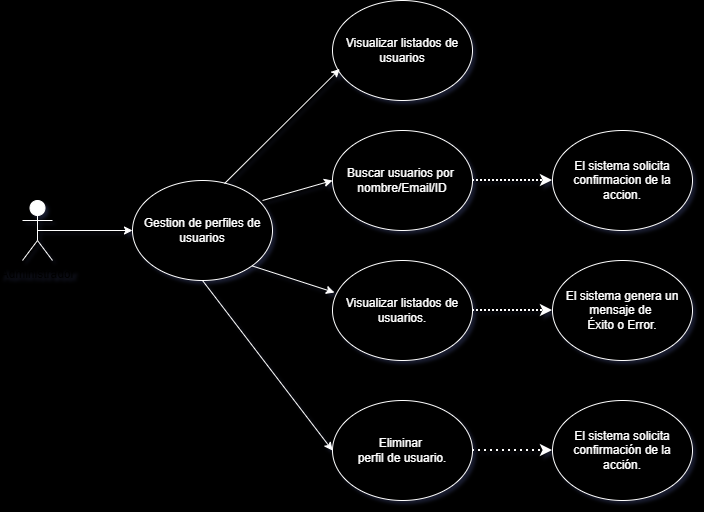 Visualizar listados de
usuarios
Buscar usuarios por
nombre/Email/ID
El sistema solicita
confirmacion de la
accion.
Gestion de perfiles de
usuarios
Visualizar listados de
usuarios.
El sistema genera un
mensaje de
Éxito o Error.
Eliminar
perfil de usuario.
El sistema solicita
confirmación de la
acción.